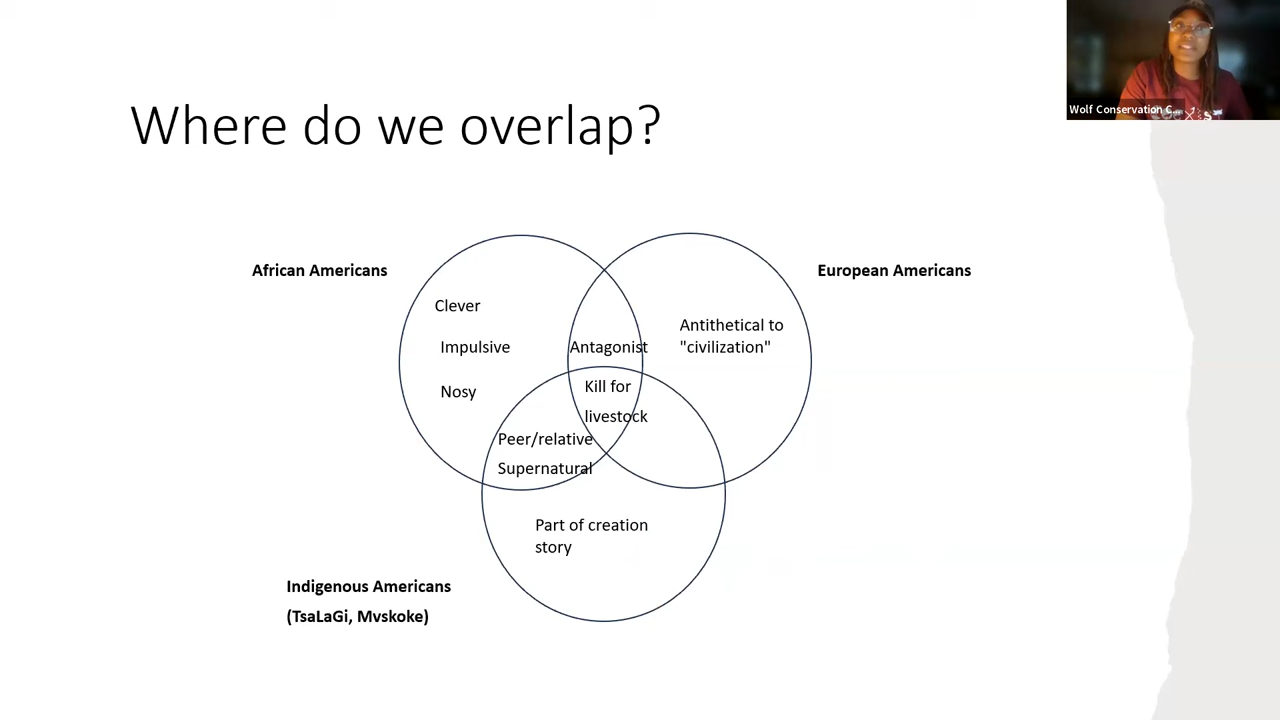 Where do we overlap?
Wolf Conservation C...
African Americans
European Americans
Clever
Impulsive
Nosy
Antagonist
Antithetical to
"civilization"
Kill for
livestock
Peer/relative
Supernatural
Part of creation
story
Indigenous Americans
(TsaLaGi, Mvskoke)